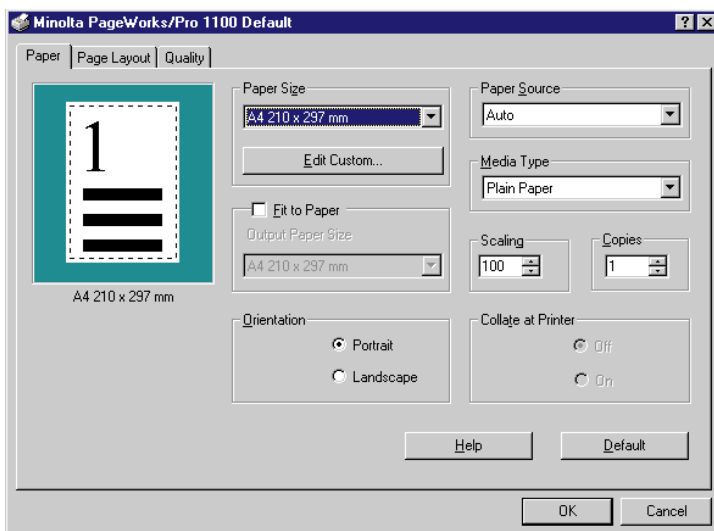 Minolta PageWorks/Pro 1100 Default
Paper
Page Layout
Quality
1
A4 210 x 297 mm
Paper Size
A4 210 x 297 mm
Edit Custom...
Fit to Paper
Output Paper Size
A4 210 x 297 mm
Orientation
Portrait
Landscape
Paper Source
Auto
Media Type
Plain Paper
Scaling
100
Copies
1
Collate at Printer
Off
On
Help
Default
OK
Cancel